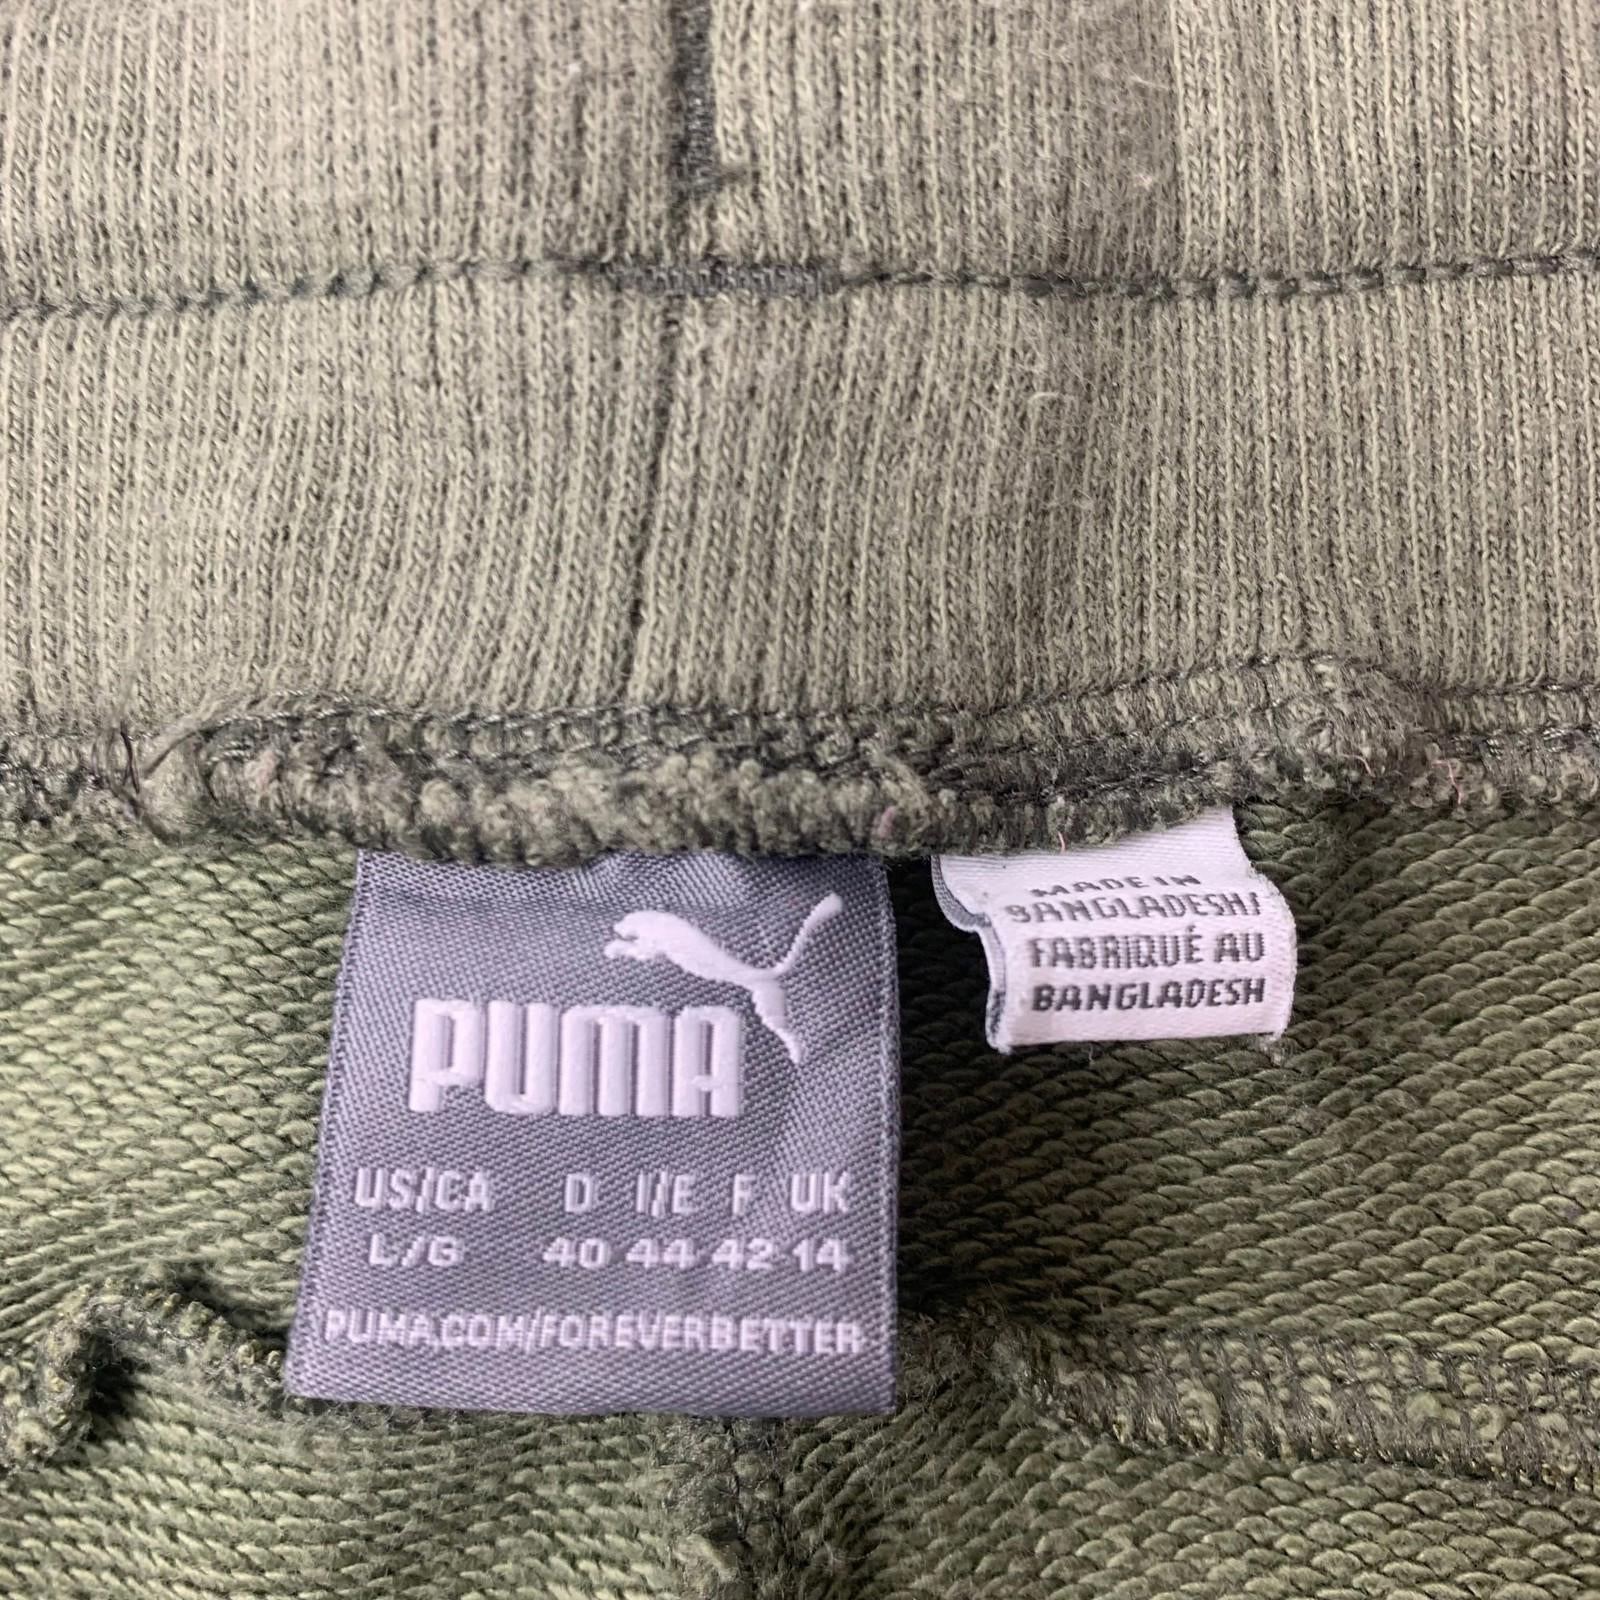 PUMA
US/CA D I/E F UK
L/G 40 44 42 14
PUMA.COM/FOREVERBETTER
MADE IN
BANGLADESH/
FABRIQUÉ AU
BANGLADESH